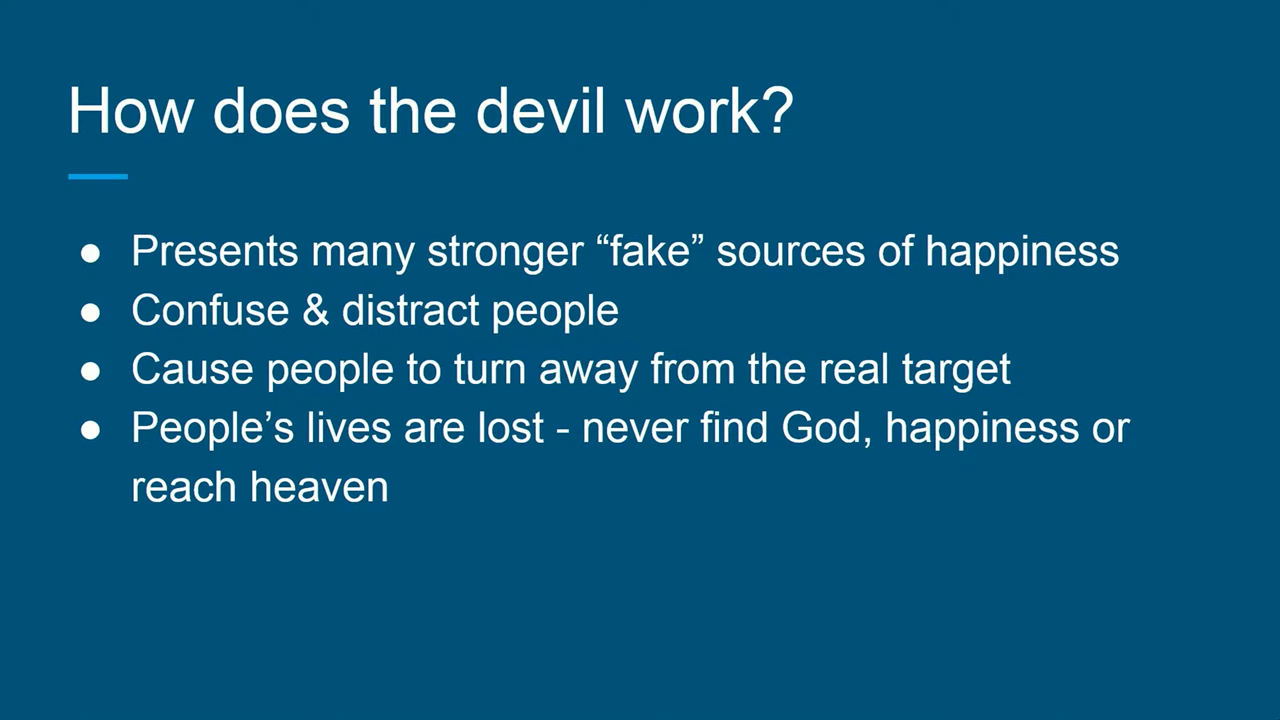 How does the devil work?
● Presents many stronger “fake” sources of happiness
● Confuse & distract people
● Cause people to turn away from the real target
● People’s lives are lost - never find God, happiness or
reach heaven